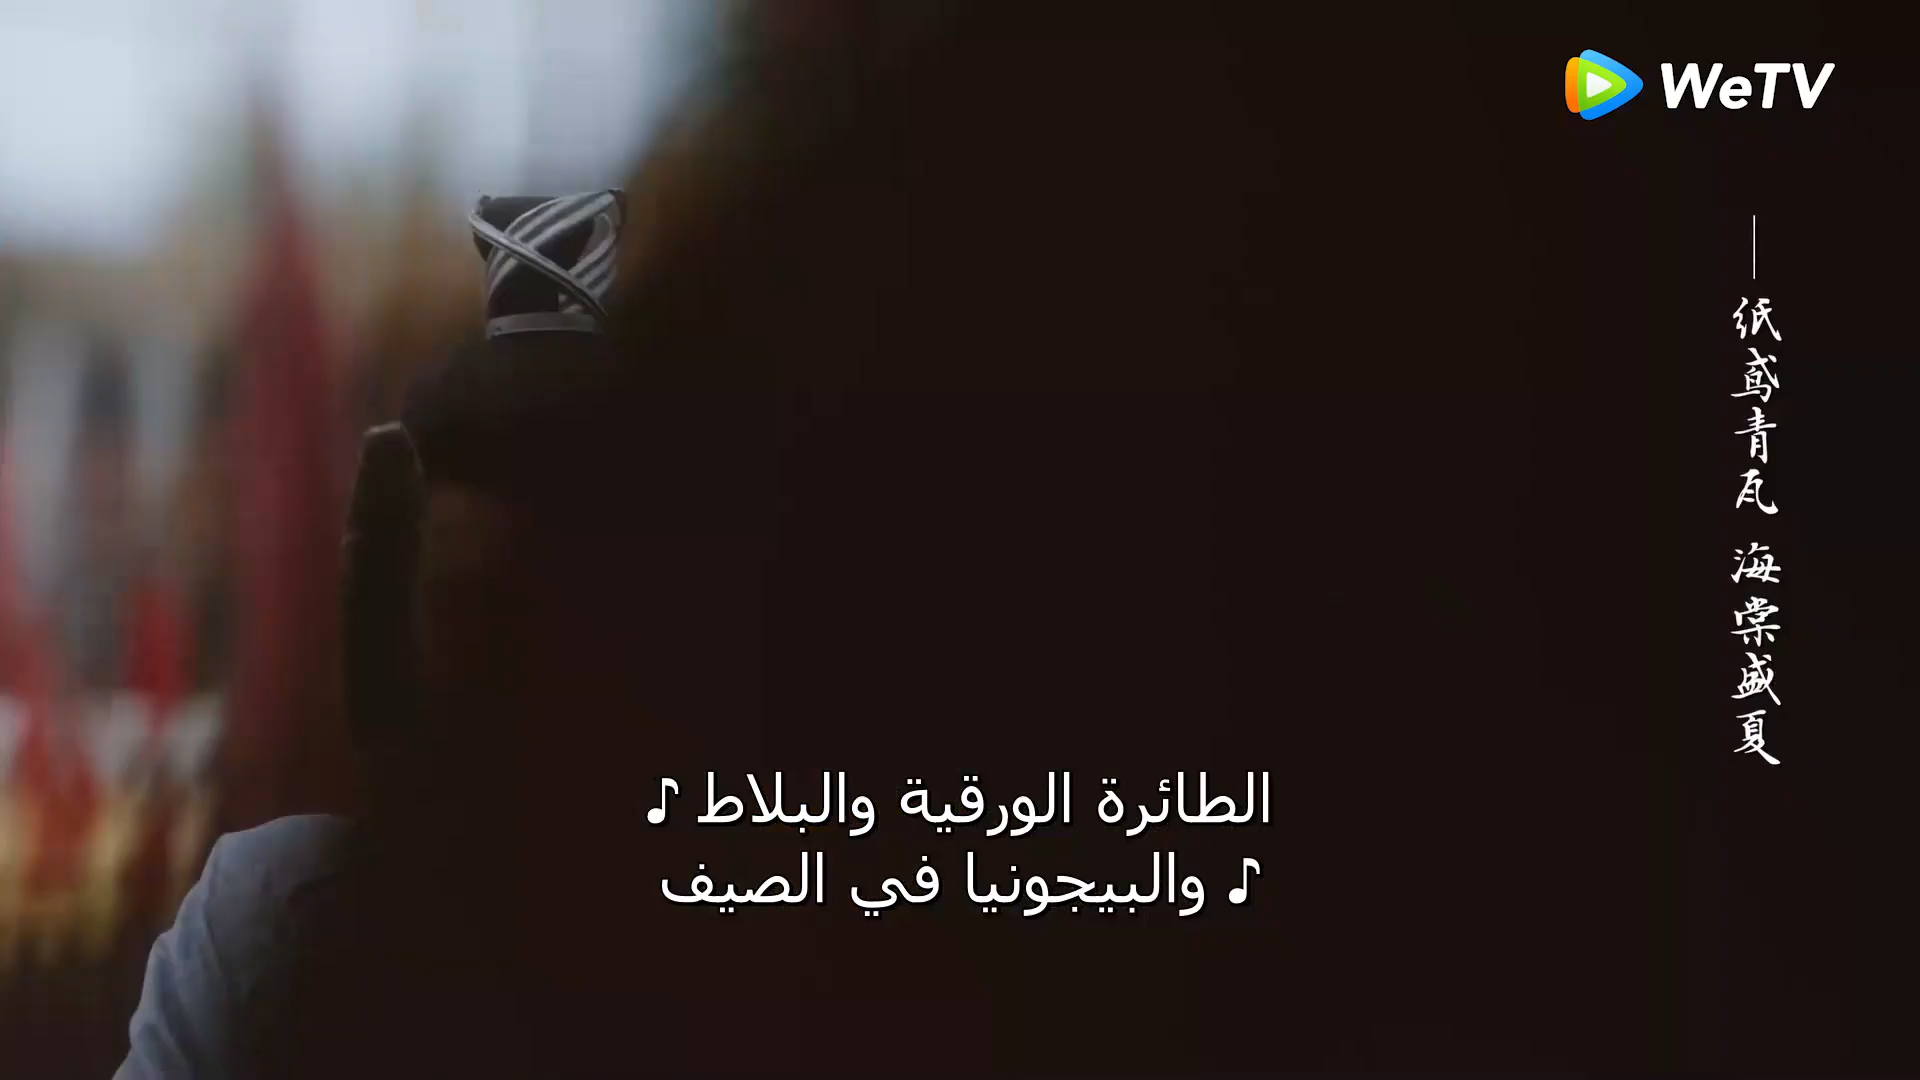 WeTV
纸鸢青瓦 海棠盛夏
♪ الطائرة الورقية والبلاط
♪ والبيجونيا في الصيف